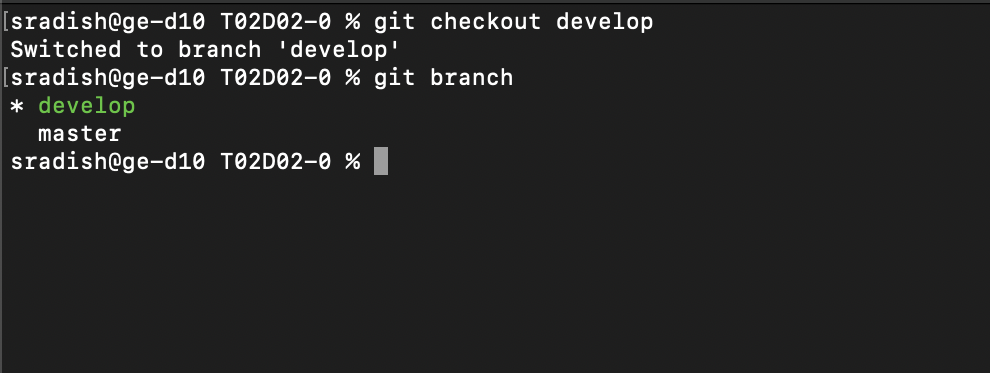 [sradish@ge-d10 T02D02-0 % git checkout develop
Switched to branch 'develop'
[sradish@ge-d10 T02D02-0 % git branch
* develop
  master
sradish@ge-d10 T02D02-0 %